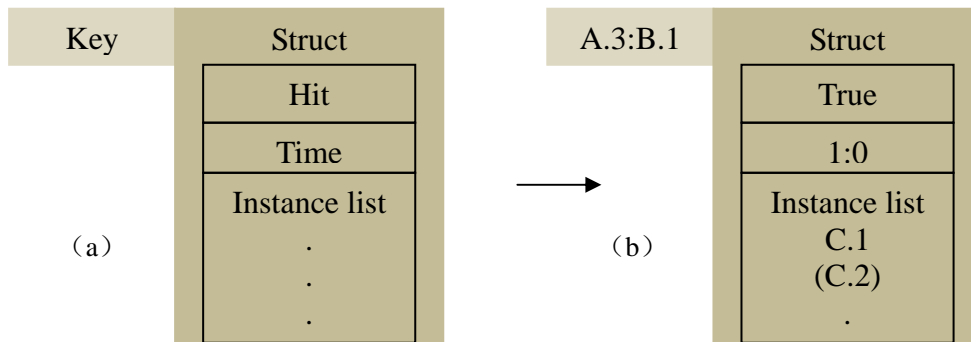 Key Struct
Hit
Time
Instance list
.
（a）
.
.
A.3:B.1 Struct
True
1:0
Instance list
C.1
（b）
(C.2)
.